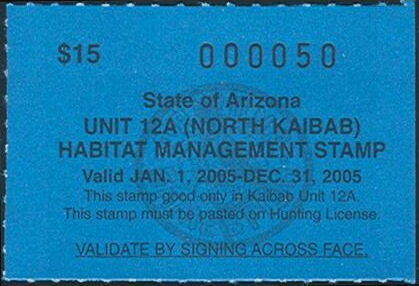 $15 000050
State of Arizona
UNIT 12A (NORTH KAIBAB)
HABITAT MANAGEMENT STAMP
Valid JAN. 1, 2005-DEC. 31, 2005
This stamp good only in Kaibab Unit 12A.
This stamp must be pasted on Hunting License.
VALIDATE BY SIGNING ACROSS FACE.